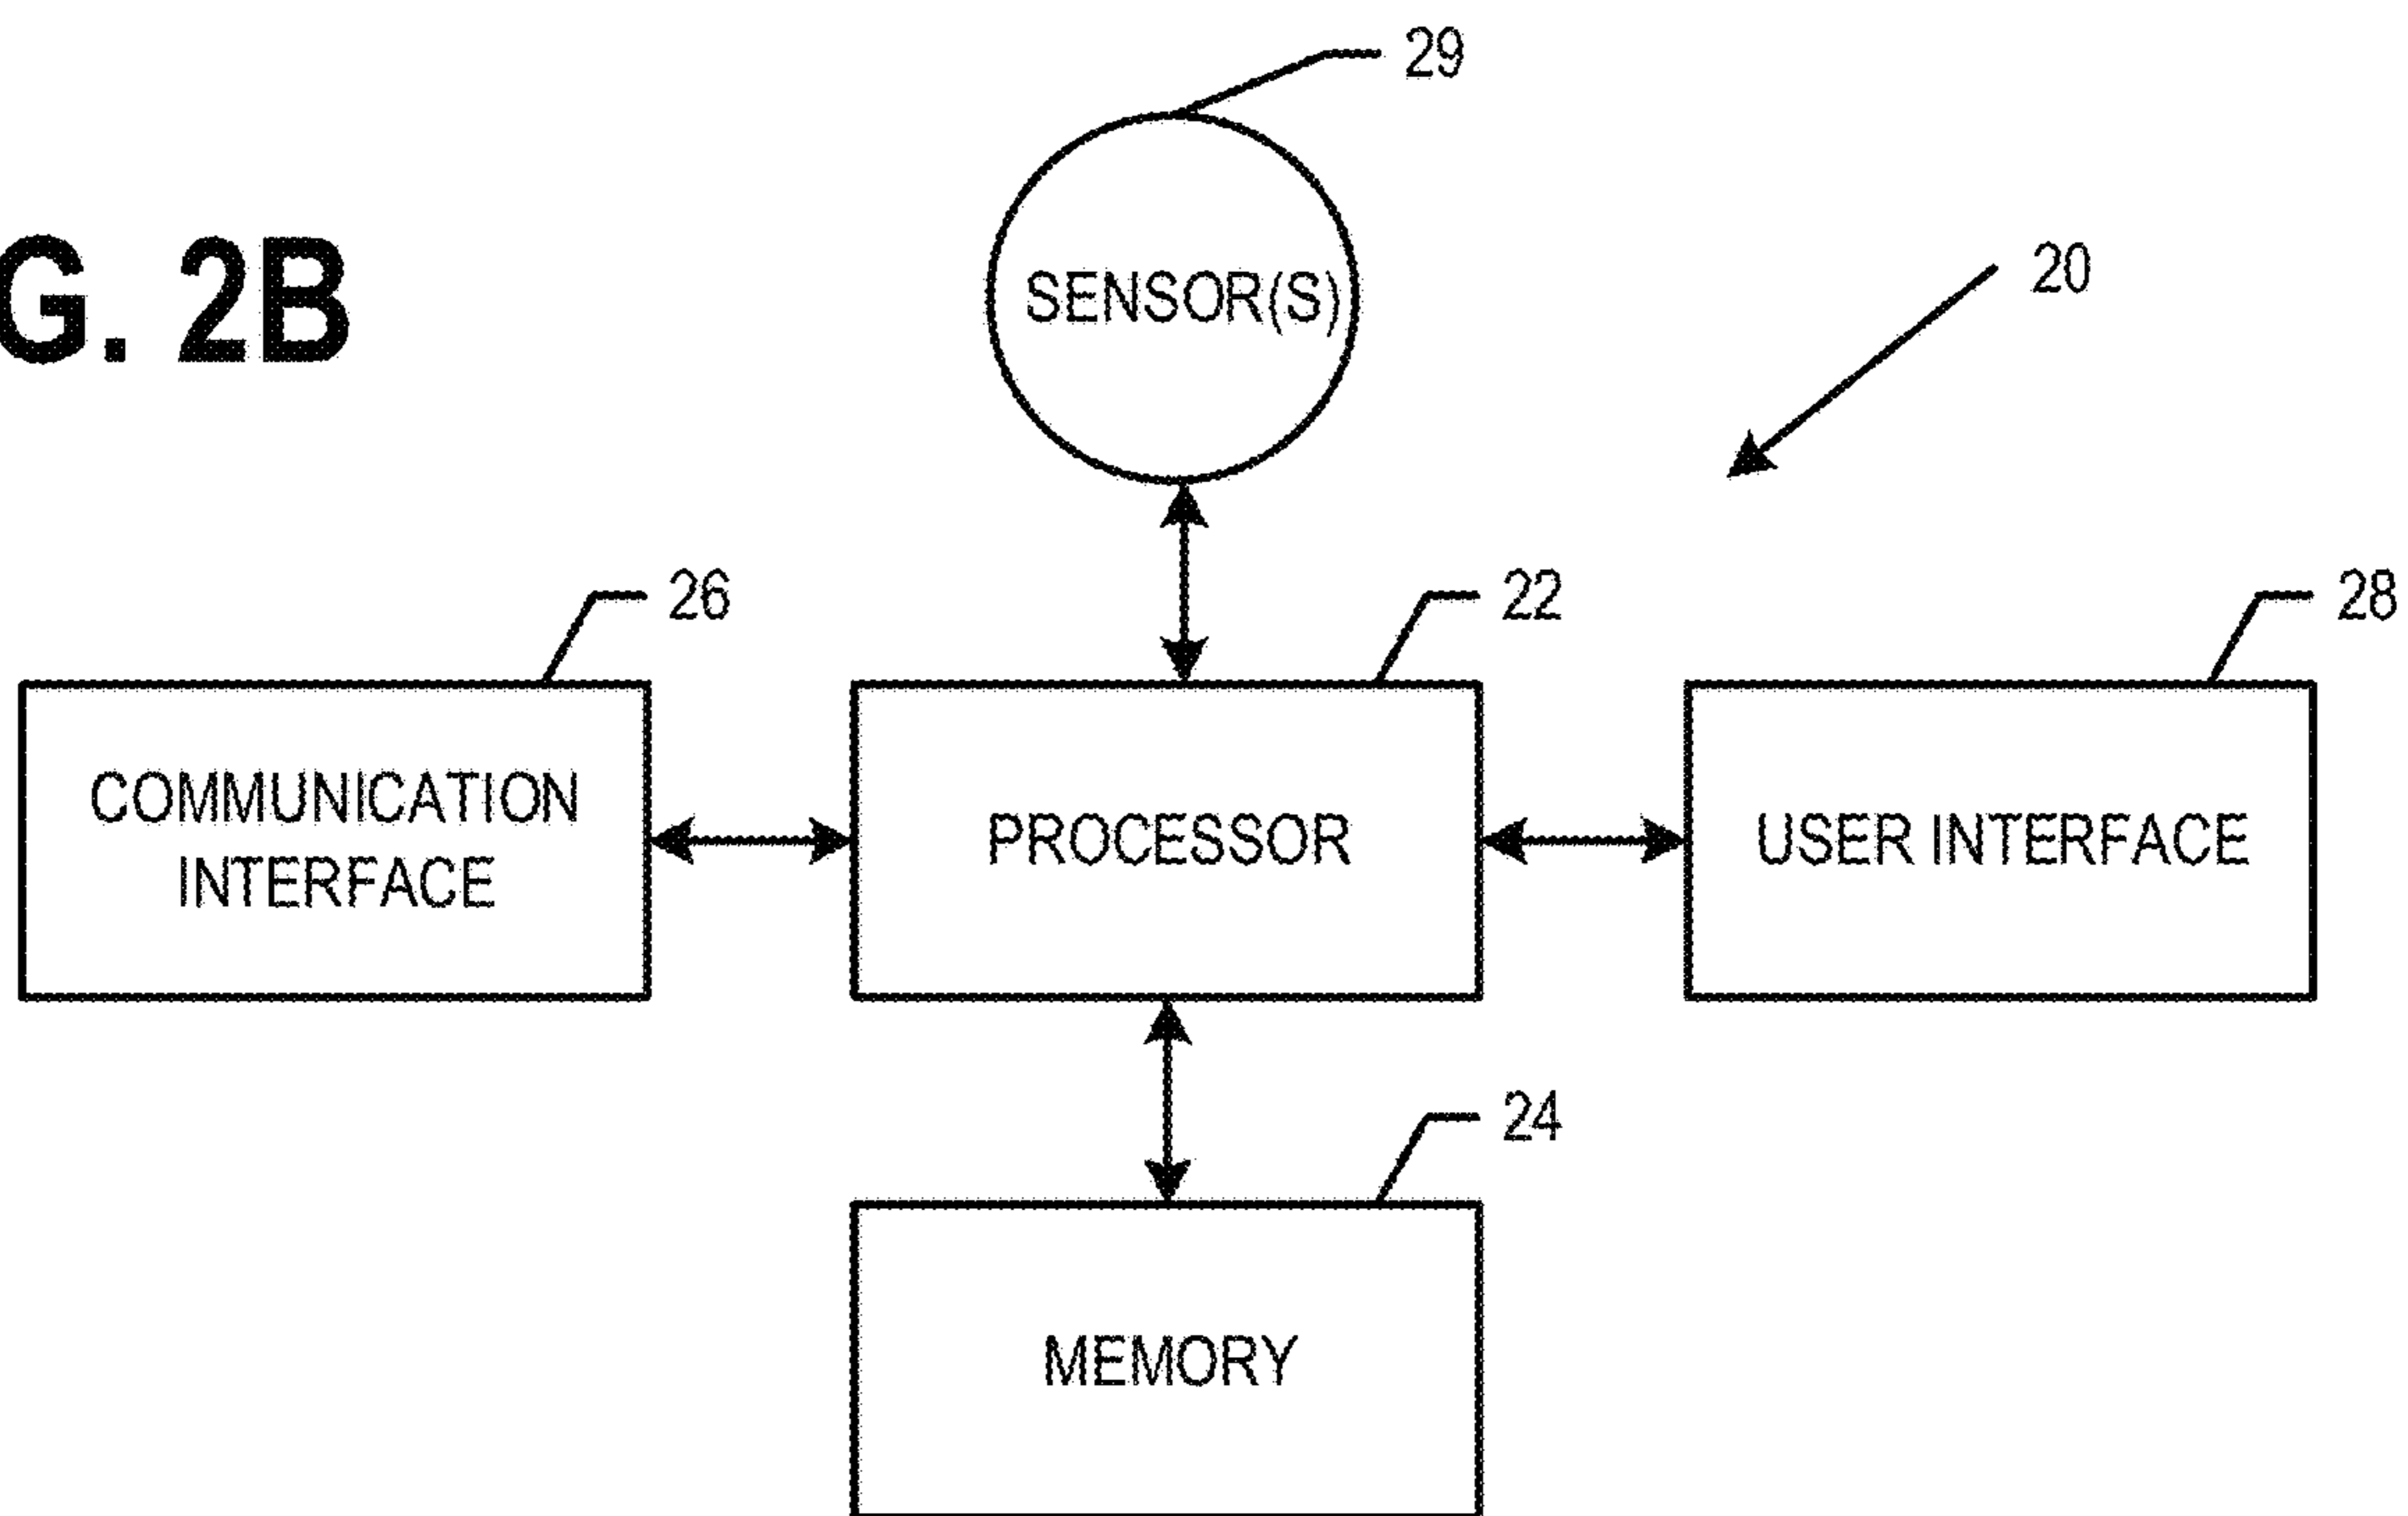 29
G. 2B
SENSOR(S)
20
26
22
28
COMMUNICATION
INTERFACE
PROCESSOR
USER INTERFACE
24
MEMORY